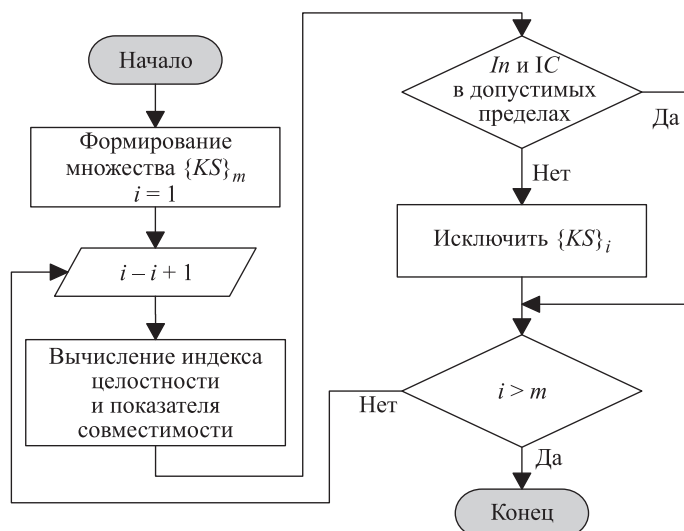 Начало
Формирование
множества {KS}m
i = 1
i – i + 1
Вычисление индекса
целостности
и показателя
совместимости
In и IC
в допустимых
пределах
Да
Нет
Исключить {KS}i
i > m
Нет
Да
Конец